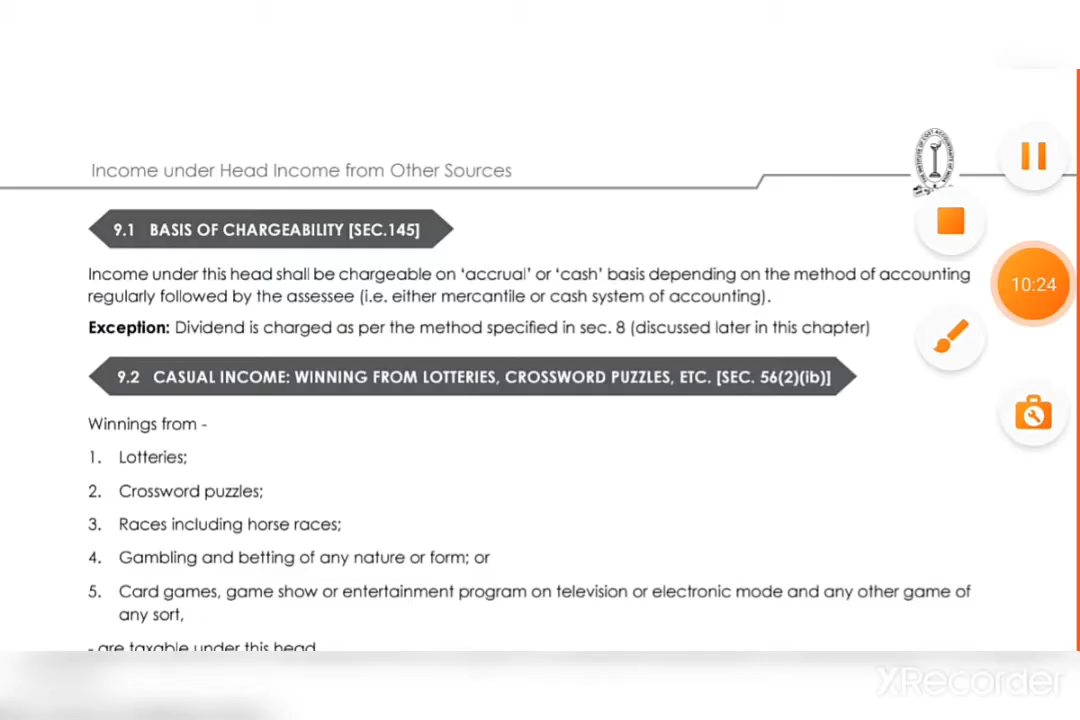 Income under Head Income from Other Sources
9.1 BASIS OF CHARGEABILITY [SEC.145]
Income under this head shall be chargeable on ‘accrual’ or ‘cash’ basis depending on the method of accounting
regularly followed by the assessee (i.e. either mercantile or cash system of accounting).
Exception: Dividend is charged as per the method specified in sec. 8 (discussed later in this chapter)
9.2 CASUAL INCOME: WINNING FROM LOTTERIES, CROSSWORD PUZZLES, ETC. [SEC. 56(2)(ib)]
Winnings from -
1. Lotteries;
2. Crossword puzzles;
3. Races including horse races;
4. Gambling and betting of any nature or form; or
5. Card games, game show or entertainment program on television or electronic mode and any other game of
any sort,
- are taxable under this head
10:24
XRecorder